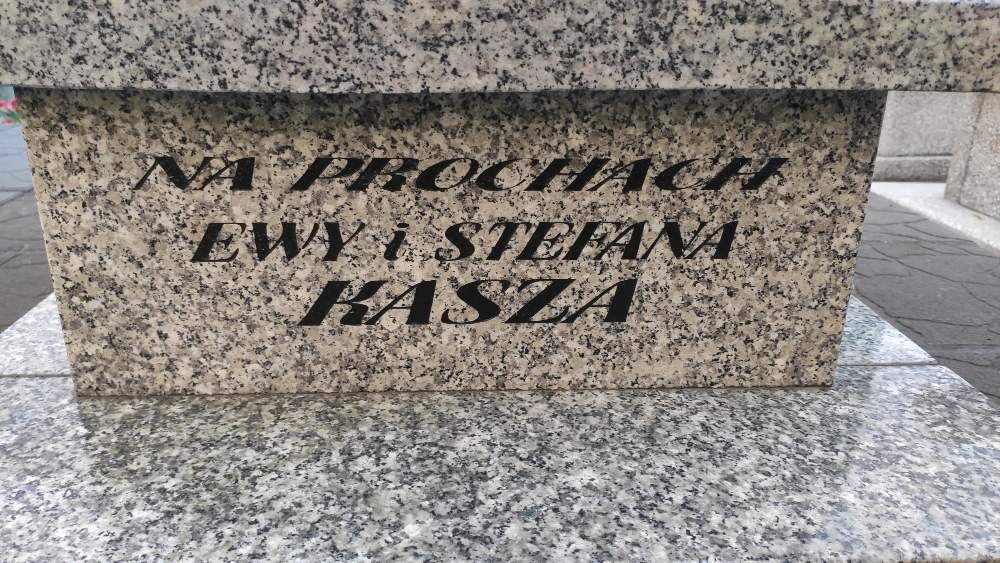 NA PROCHACH
EWY i STEFANA
KASZA